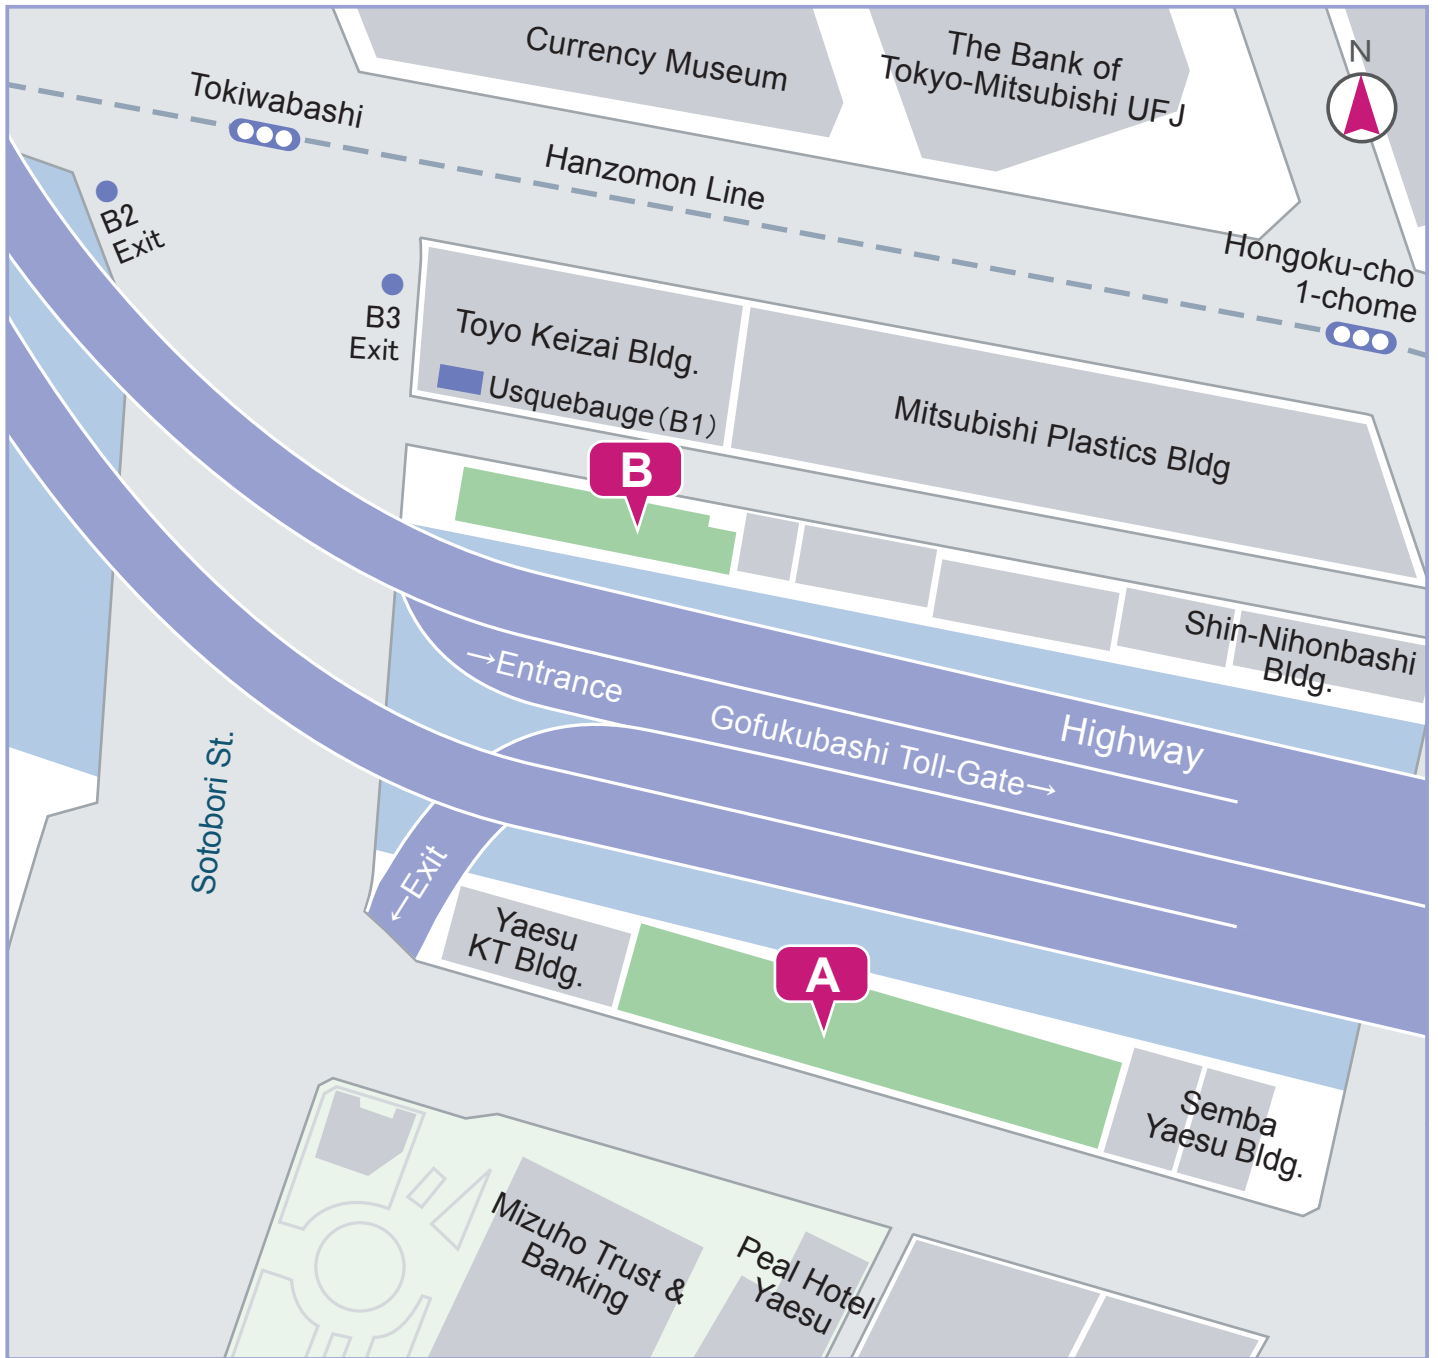 Currency Museum
The Bank of
Tokyo-Mitsubishi UFJ
N
Tokiwabashi
Hanzomon Line
B2
Exit
Hongoku-cho
1-chome
B3
Exit
Toyo Keizai Bldg.
Usquebauge(B1)
Mitsubishi Plastics Bldg
B
Shin-Nihonbashi
Bldg.
→Entrance
Gofukubashi Toll-Gate→
Highway
Sotobori St.
←Exit
Yaesu
KT Bldg.
A
Semba
Yaesu Bldg.
Mizuho Trust &
Banking
Peal Hotel
Yaesu